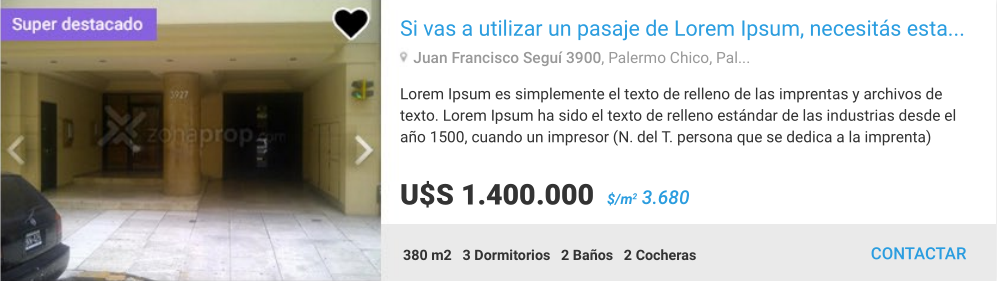 Super destacado
3927
zonaprop.com
Si vas a utilizar un pasaje de Lorem Ipsum, necesitás esta...
Juan Francisco Seguí 3900, Palermo Chico, Pal...
Lorem Ipsum es simplemente el texto de relleno de las imprentas y archivos de
texto. Lorem Ipsum ha sido el texto de relleno estándar de las industrias desde el
año 1500, cuando un impresor (N. del T. persona que se dedica a la imprenta)
U$S 1.400.000 $/m² 3.680
380 m2 3 Dormitorios 2 Baños 2 Cocheras
CONTACTAR